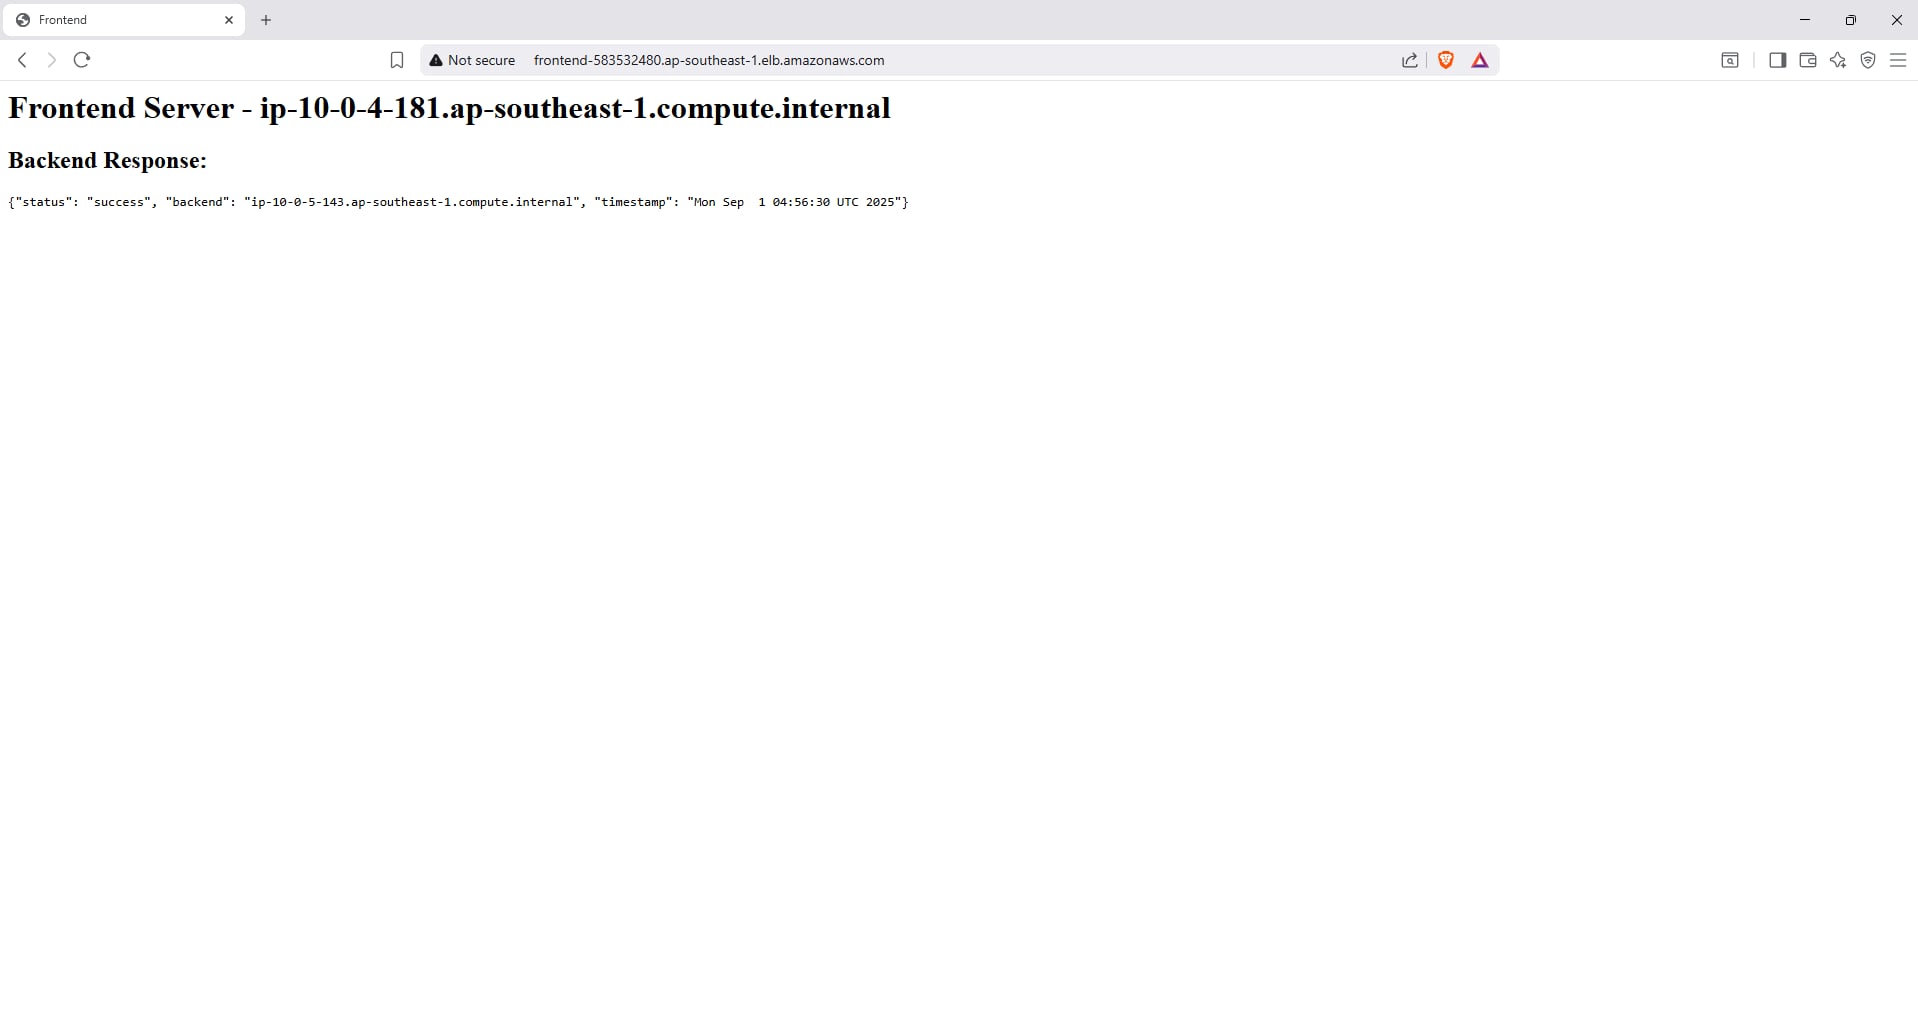 Frontend
Not secure frontend-583532480.ap-southeast-1.elb.amazonaws.com
Frontend Server - ip-10-0-4-181.ap-southeast-1.compute.internal
Backend Response:
{"status": "success", "backend": "ip-10-0-5-143.ap-southeast-1.compute.internal", "timestamp": "Mon Sep  1 04:56:30 UTC 2025"}